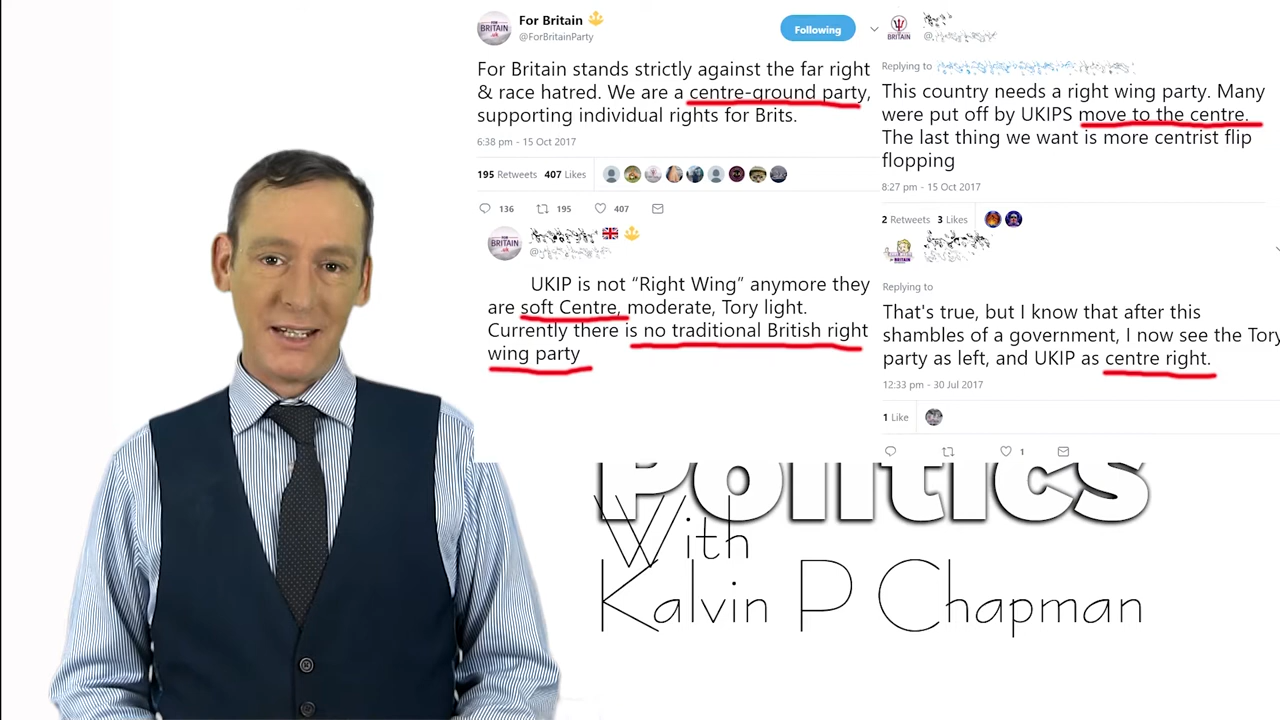 For Britain
@ForBritainParty
Following
For Britain stands strictly against the far right
& race hatred. We are a centre-ground party,
supporting individual rights for Brits.
6:38 pm - 15 Oct 2017
195 Retweets 407 Likes
136 195 407
FOR
BRITAIN
UKIP is not “Right Wing” anymore they
are soft Centre, moderate, Tory light.
Currently there is no traditional British right
wing party
BRITAIN
@
Replying to
This country needs a right wing party. Many
were put off by UKIPS move to the centre.
The last thing we want is more centrist flip
flopping
8:27 pm - 15 Oct 2017
2 Retweets 3 Likes
Replying to
That's true, but I know that after this
shambles of a government, I now see the Tory
party as left, and UKIP as centre right.
12:33 pm - 30 Jul 2017
1 Like
1
Politics
With
Kalvin P Chapman